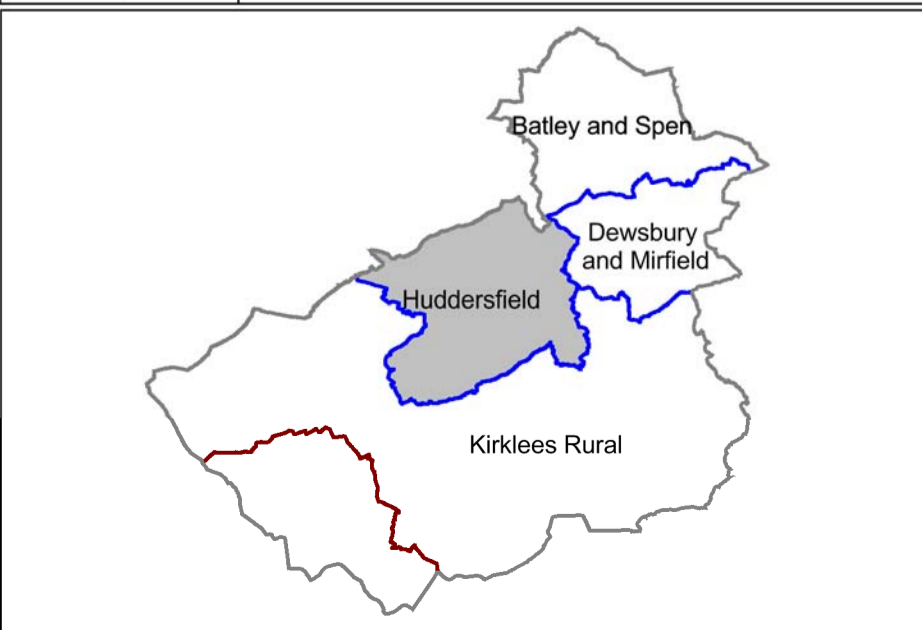 Batley and Spen
Dewsbury
and Mirfield
Huddersfield
Kirklees Rural